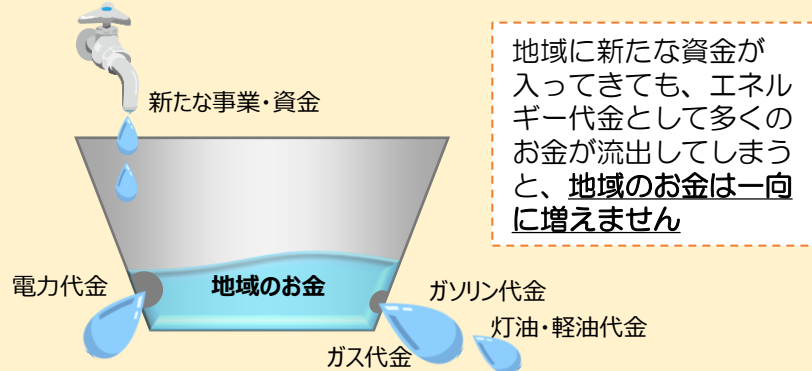 地域に新たな資金が
入ってきても、エネル
ギー代金として多くの
お金が流出してしまう
と、地域のお金は一向
に増えません
新たな事業・資金
電力代金
地域のお金
ガソリン代金
灯油・軽油代金
ガス代金